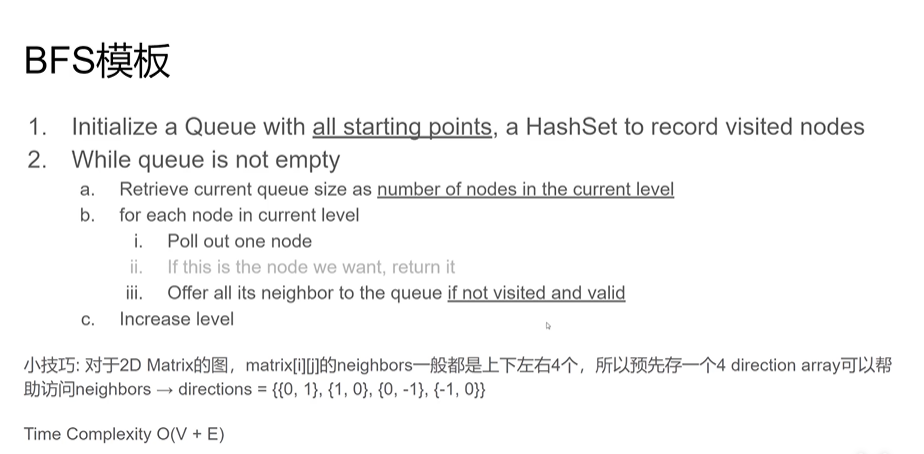 BFS模板
1. Initialize a Queue with all starting points, a HashSet to record visited nodes
2. While queue is not empty
a. Retrieve current queue size as number of nodes in the current level
b. for each node in current level
i. Poll out one node
ii. If this is the node we want, return it
iii. Offer all its neighbor to the queue if not visited and valid
c. Increase level
小技巧: 对于2D Matrix的图，matrix[i][j]的neighbors一般都是上下左右4个，所以预先存一个4 direction array可以帮
助访问neighbors → directions = {{0, 1}, {1, 0}, {0, -1}, {-1, 0}}
Time Complexity O(V + E)